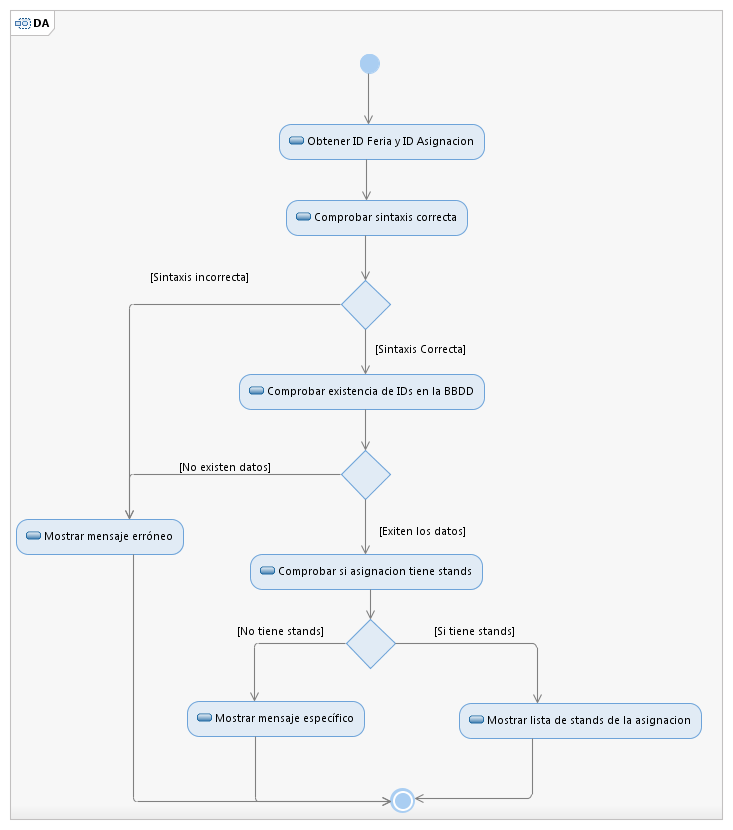 DA
Obtener ID Feria y ID Asignacion
Comprobar sintaxis correcta
[Sintaxis incorrecta]
[Sintaxis Correcta]
Comprobar existencia de IDs en la BBDD
[No existen datos]
[Exiten los datos]
Mostrar mensaje erróneo
Comprobar si asignacion tiene stands
[No tiene stands]
[Si tiene stands]
Mostrar mensaje específico
Mostrar lista de stands de la asignacion